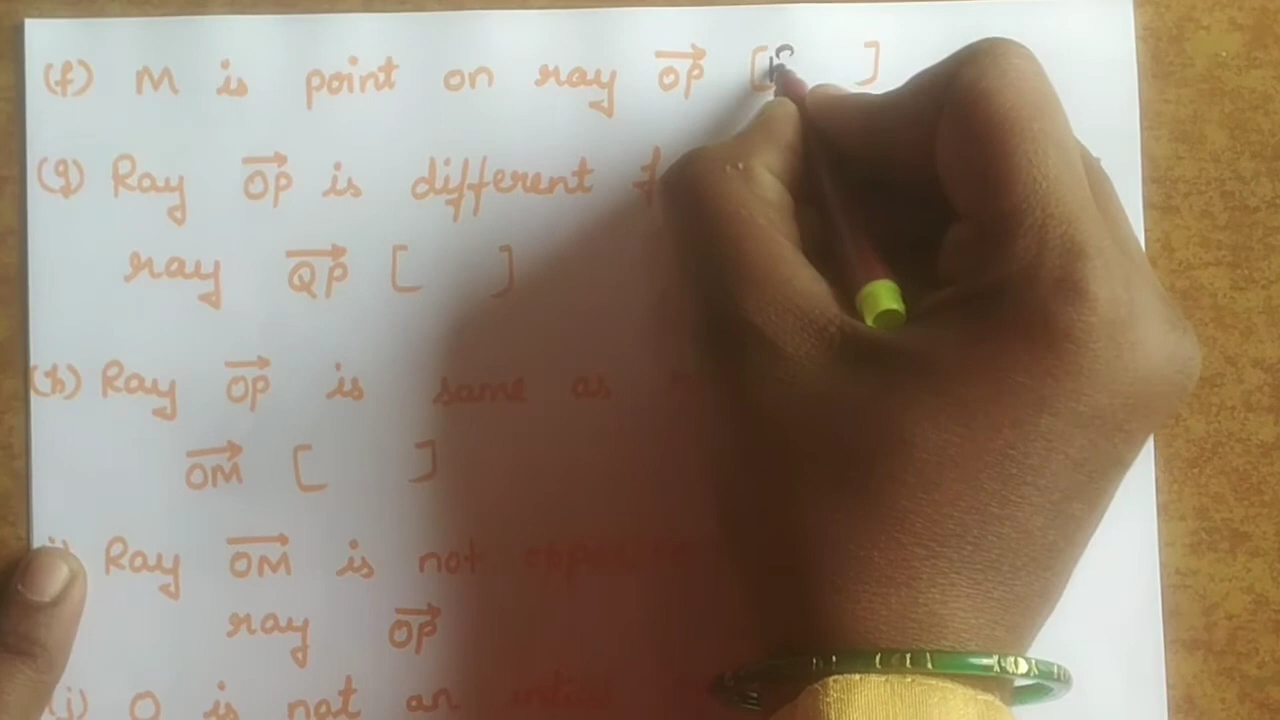 (f) M is point on ray OP [F ]
(g) Ray OP is different
ray QP [ ]
(h) Ray OP is same as
OM [ ]
Ray OM is not
ray OP
(j) O is not an